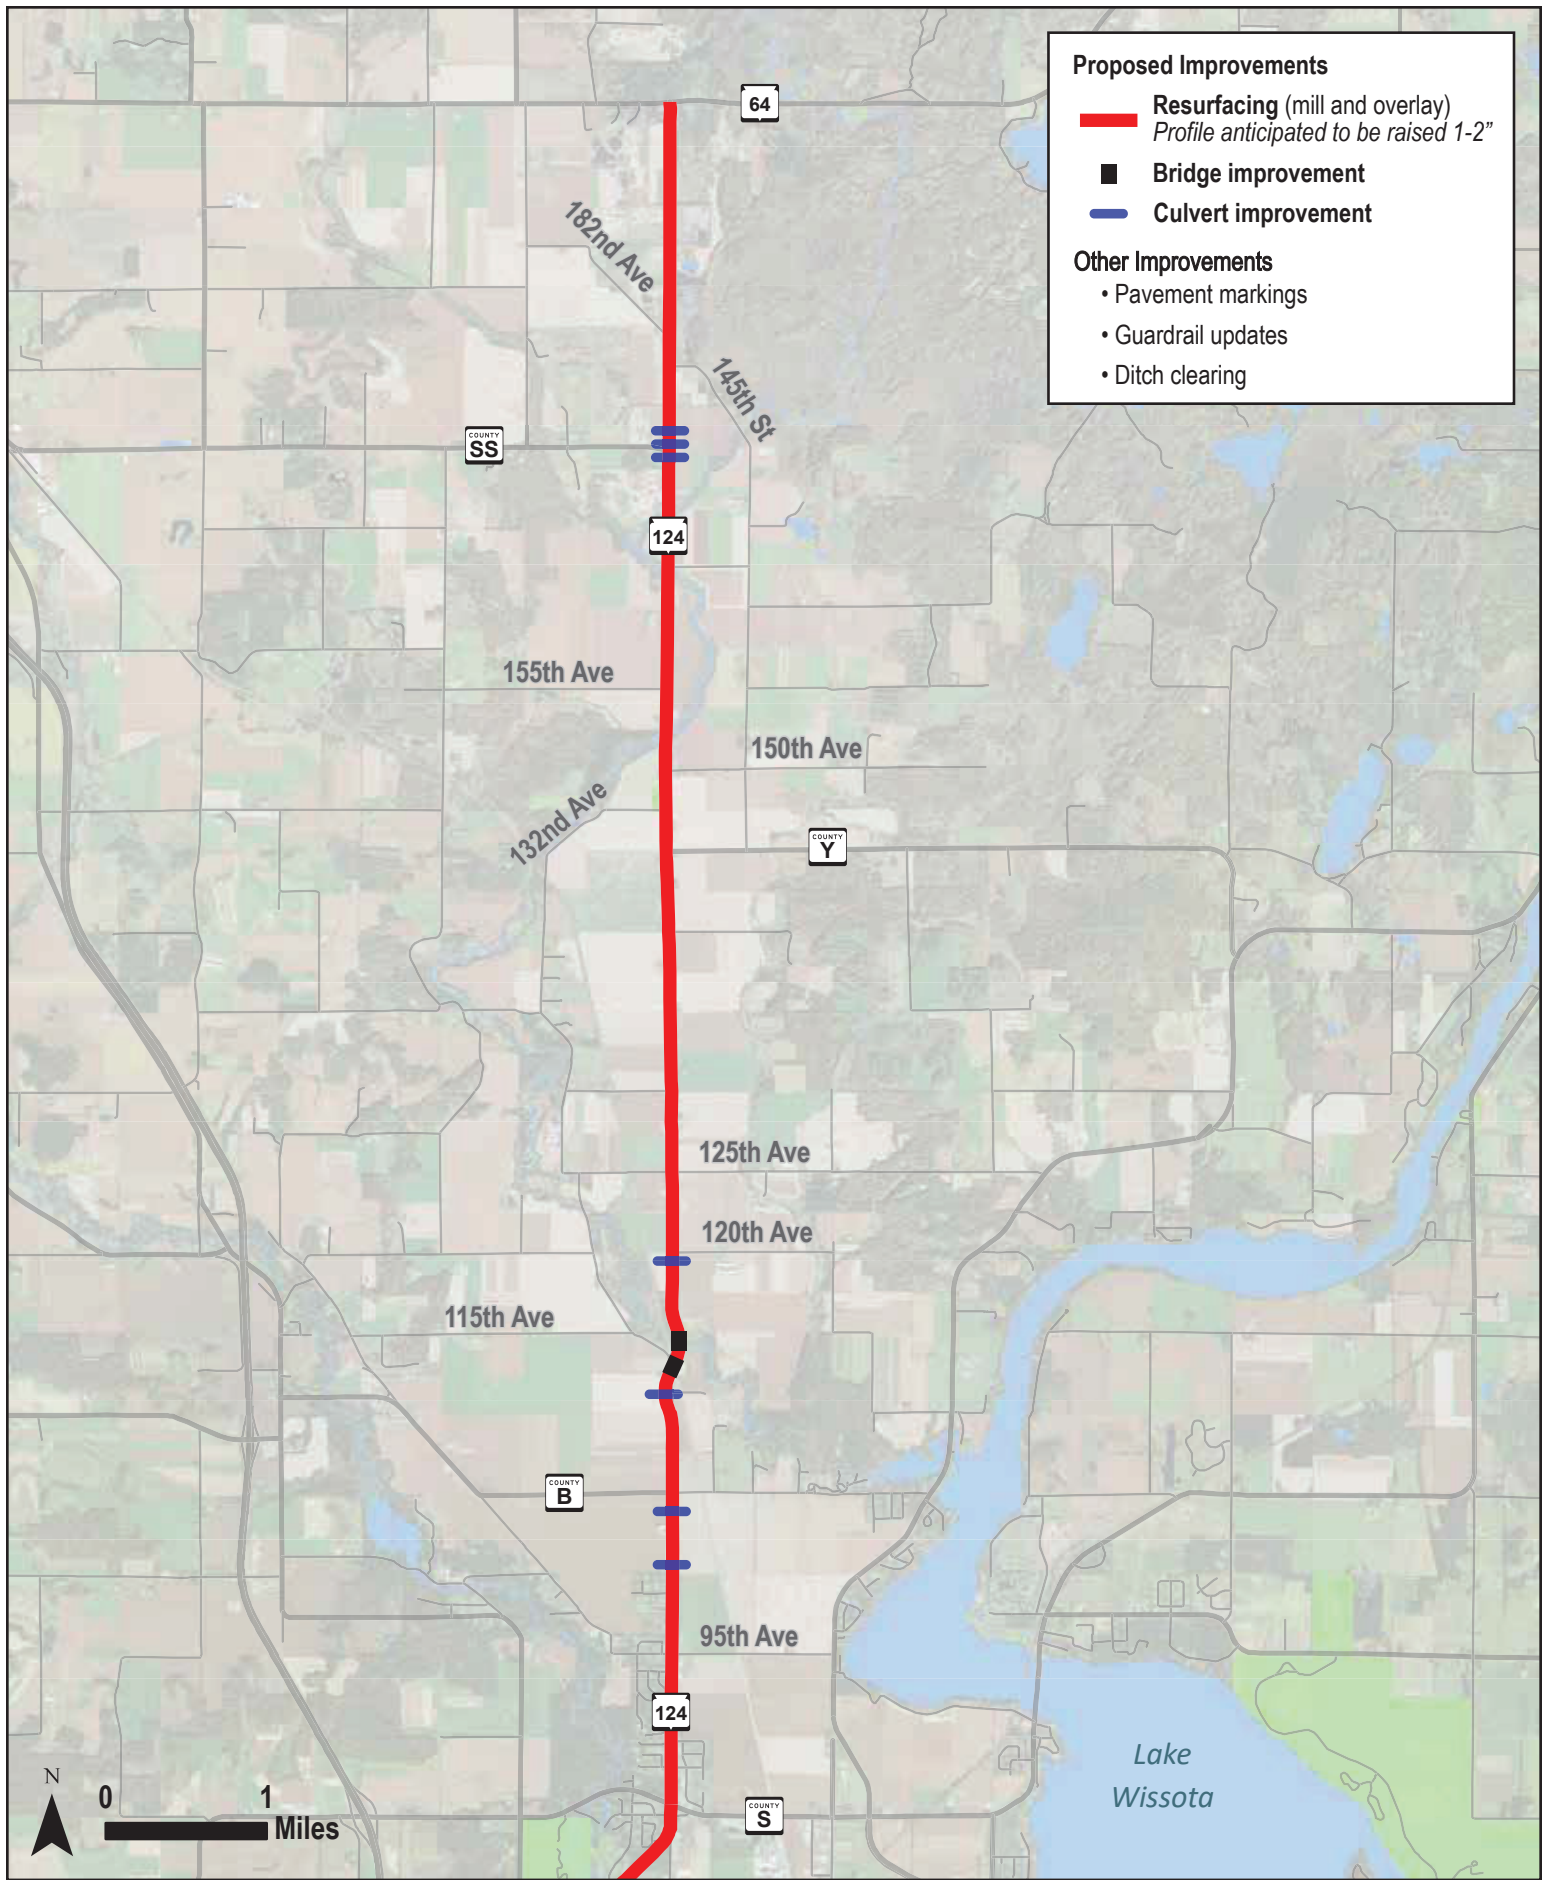 Proposed Improvements
Resurfacing (mill and overlay)
Profile anticipated to be raised 1-2”
Bridge improvement
Culvert improvement
Other Improvements
• Pavement markings
• Guardrail updates
• Ditch clearing
64
182nd Ave
145th St
COUNTY
SS
124
155th Ave
150th Ave
132nd Ave
COUNTY
Y
125th Ave
120th Ave
115th Ave
COUNTY
B
95th Ave
124
Lake
Wissota
N
0 1
Miles
COUNTY
S